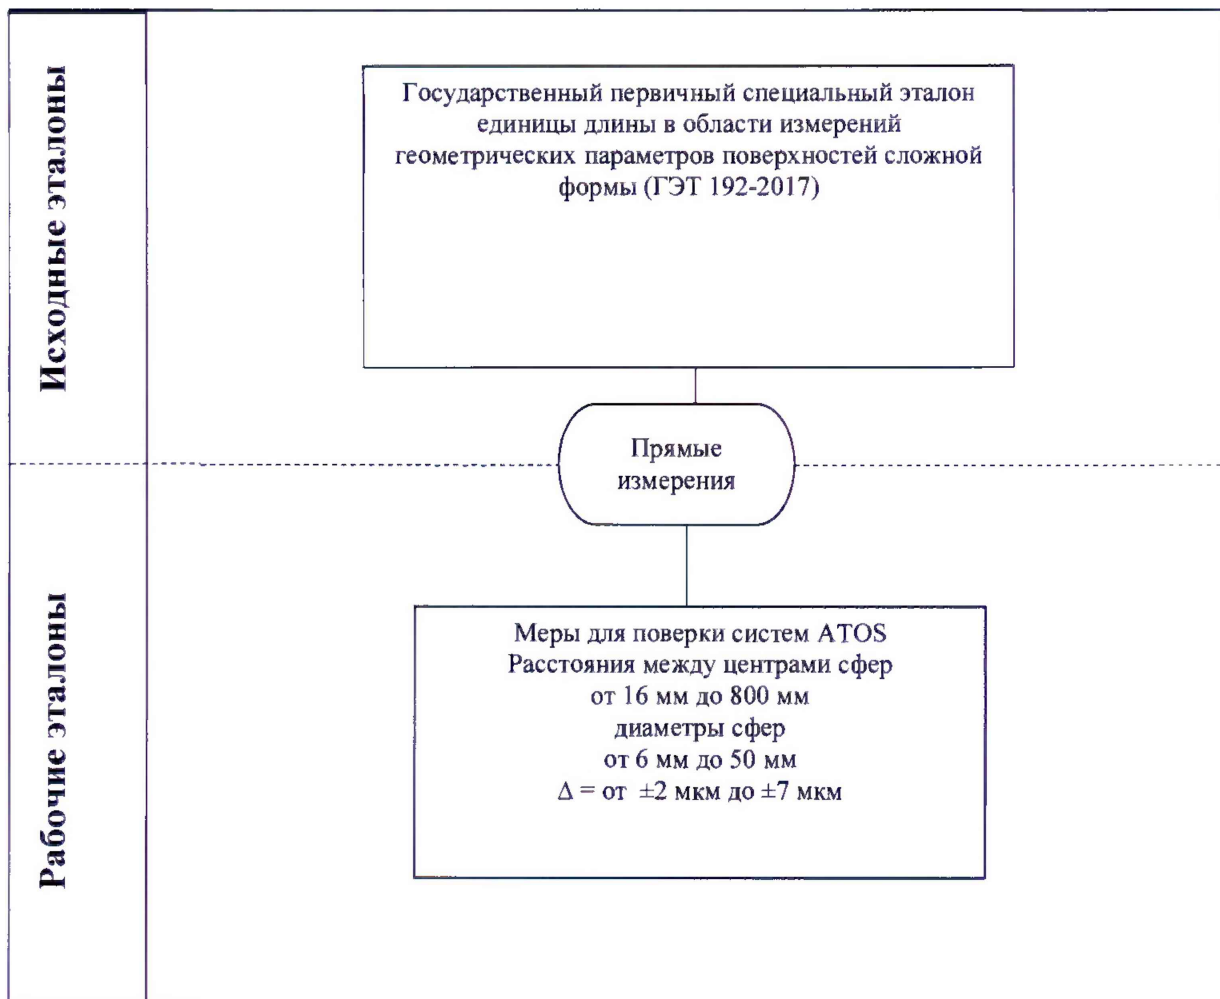 Исходные эталоны
Государственный первичный специальный эталон
единицы длины в области измерений
геометрических параметров поверхностей сложной
формы (ГЭТ 192-2017)
Прямые
измерения
Рабочие эталоны
Меры для поверки систем ATOS
Расстояния между центрами сфер
от 16 мм до 800 мм
диаметры сфер
от 6 мм до 50 мм
Δ = от ±2 мкм до ±7 мкм